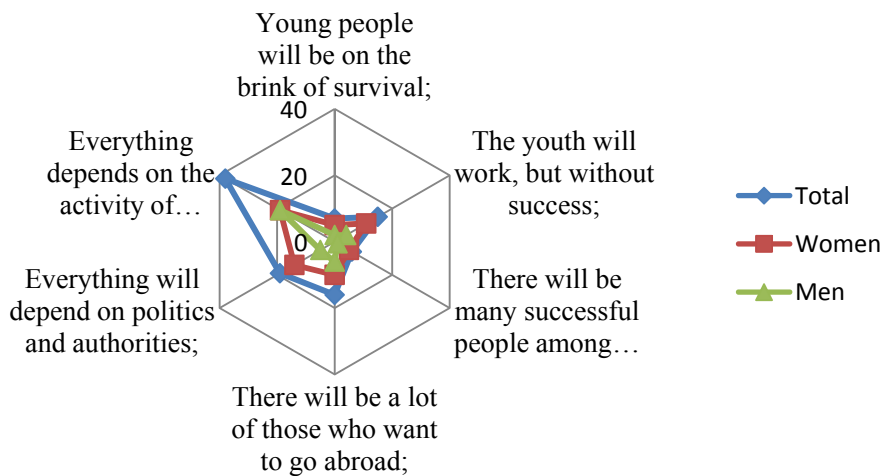 Young people
will be on the
brink of survival;
40
20
0
The youth will
work, but without
success;
There will be
many successful
people among…
There will be a lot
of those who want
to go abroad;
Everything will
depend on politics
and authorities;
Everything
depends on the
activity of…
Total
Women
Men